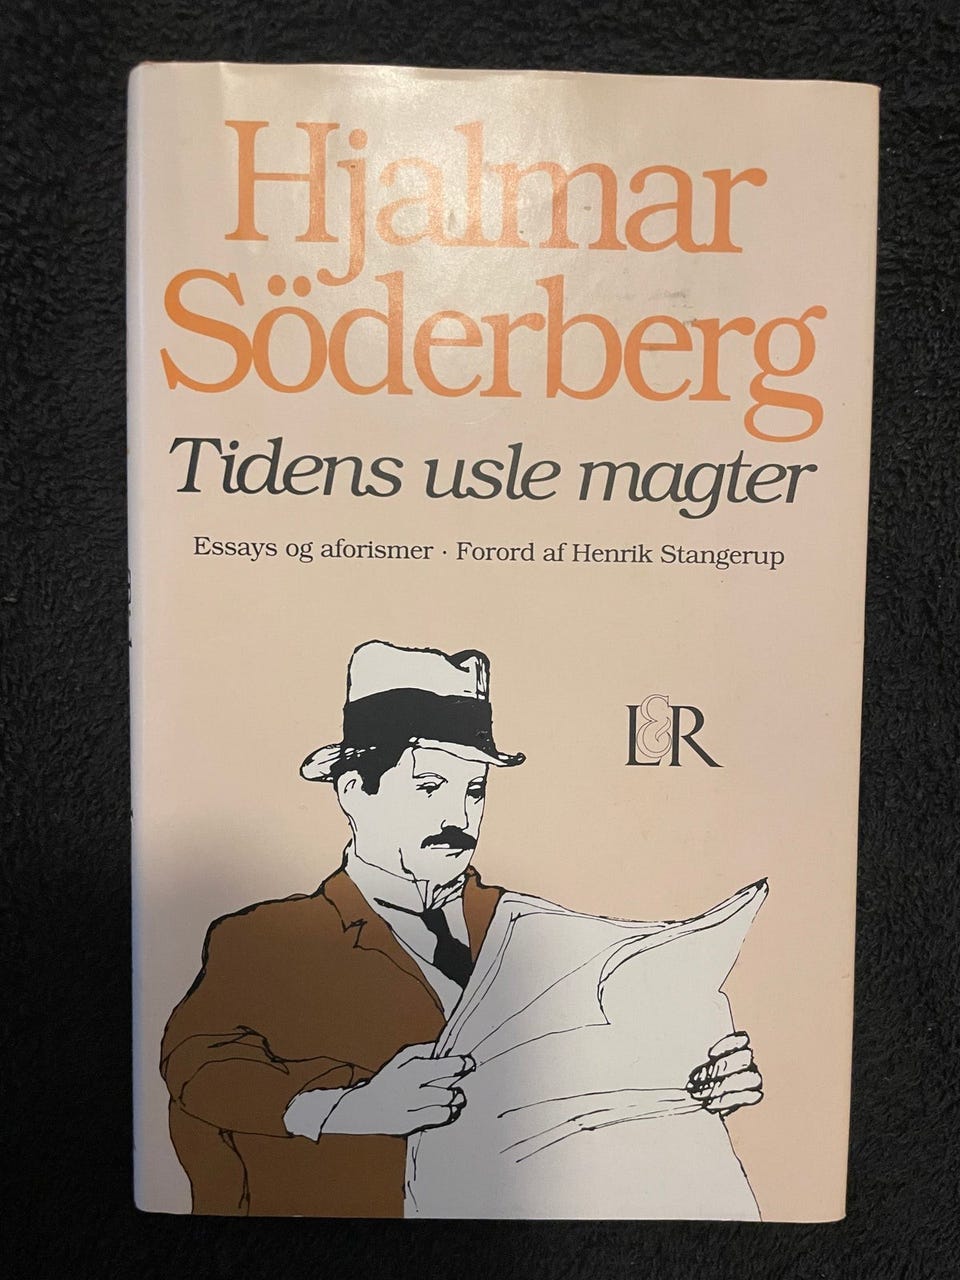 Hjalmar
Söderberg
Tidens usle magter
Essays og aforismer · Forord af Henrik Stangerup
L&R